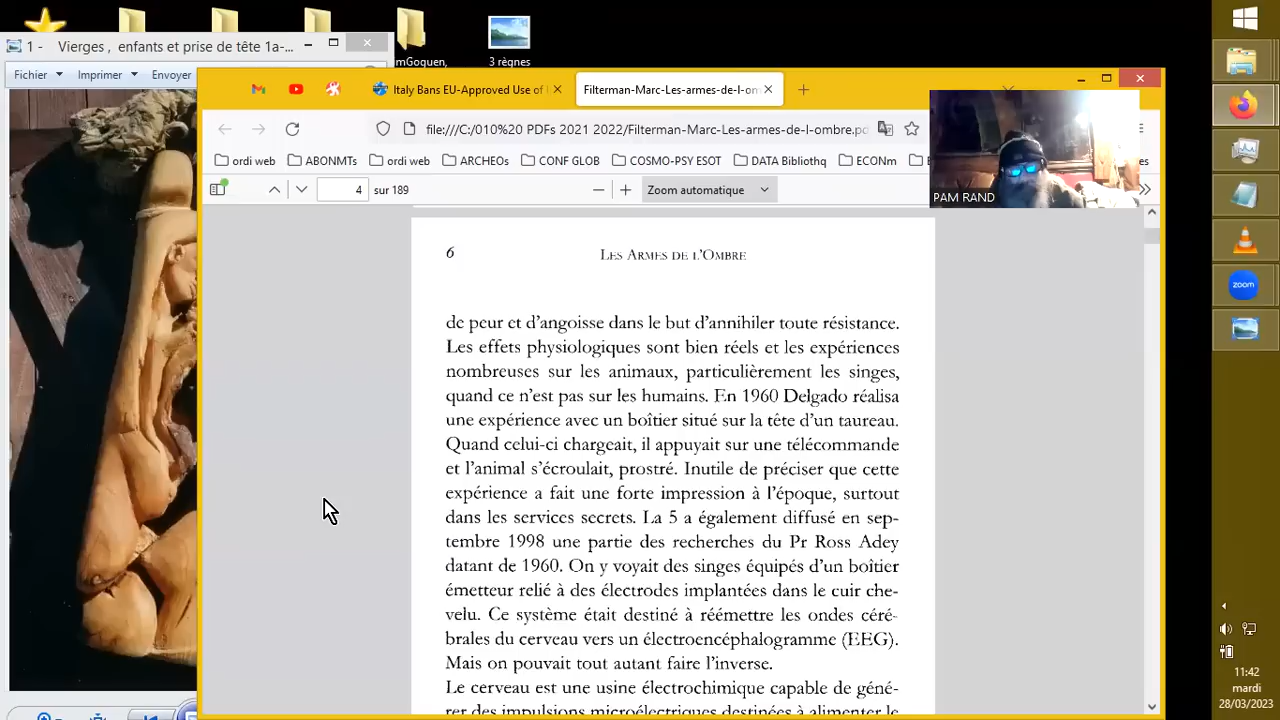 mGoquen,
3 règnes
1 -   Vierges ,  enfants et prise de tête 1a-...
Fichier
Imprimer
Envoyer
Italy Bans EU-Approved Use of
Filterman-Marc-Les-armes-de-l-om
file:///C:/010%20 PDFs 2021 2022/Filterman-Marc-Les-armes-de-l-ombre.pd
ordi web
ABONMTs
ordi web
ARCHEOs
CONF GLOB
COSMO-PSY ESOT
DATA Bibliothq
ECONm
es
PAM RAND
4
sur 189
Zoom automatique
6
Les Armes de l'Ombre
de peur et d'angoisse dans le but d'annihiler toute résistance.
Les effets physiologiques sont bien réels et les expériences
nombreuses sur les animaux, particulièrement les singes,
quand ce n'est pas sur les humains. En 1960 Delgado réalisa
une expérience avec un boîtier situé sur la tête d'un taureau.
Quand celui-ci chargeait, il appuyait sur une télécommande
et l'animal s'écroulait, prostré. Inutile de préciser que cette
expérience a fait une forte impression à l'époque, surtout
dans les services secrets. La 5 a également diffusé en sep-
tembre 1998 une partie des recherches du Pr Ross Adey
datant de 1960. On y voyait des singes équipés d'un boîtier
émetteur relié à des électrodes implantées dans le cuir che-
velu. Ce système était destiné à réémettre les ondes céré-
brales du cerveau vers un électroencéphalogramme (EEG).
Mais on pouvait tout autant faire l'inverse.
Le cerveau est une usine électrochimique capable de géné-
rer des impulsions microélectriques destinées à alimenter le
zoom
11:42
mardi
28/03/2023